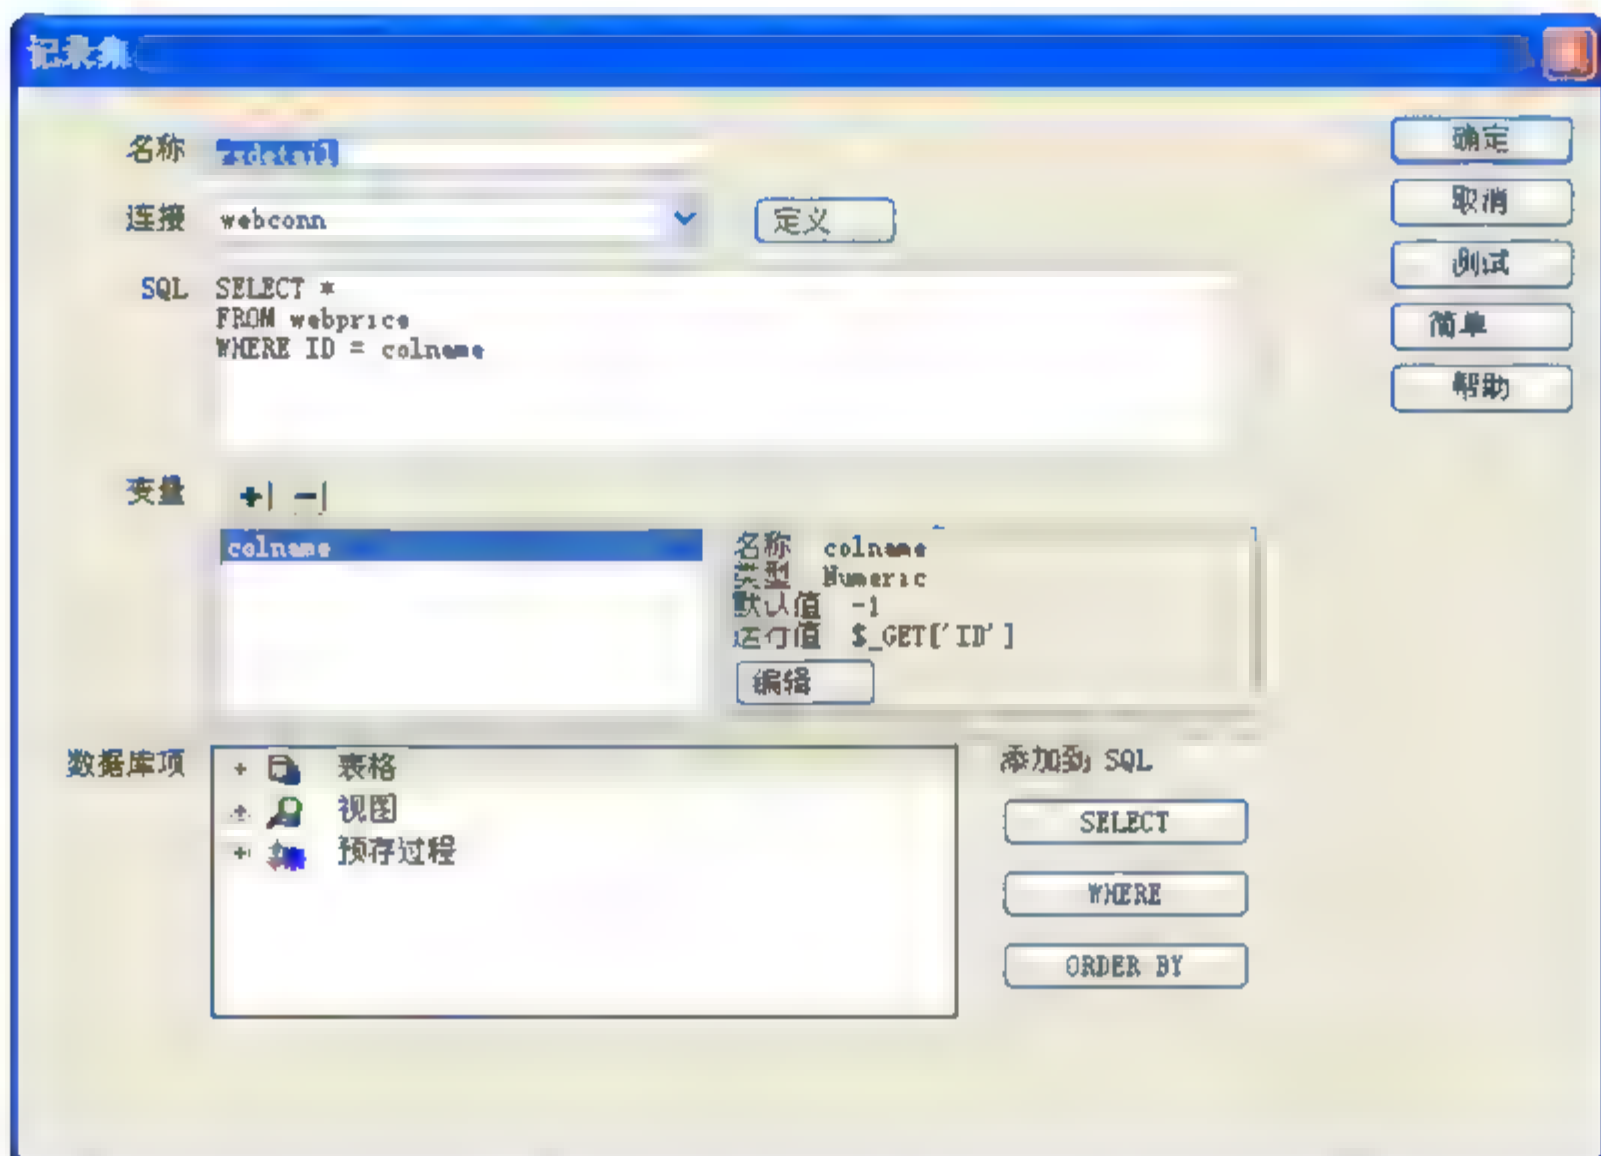 记录集
名称 rsdetail
连接 webconn 定义
SQL SELECT *
FROM webprice
WHERE ID = colname
确定
取消
测试
简单
帮助
变量 + -
colname
名称 colname
类型 Numeric
默认值 -1
运行值 $_GET['ID']
编辑
数据库项
+ 表格
+ 视图
+ 预存过程
添加到 SQL
SELECT
WHERE
ORDER BY